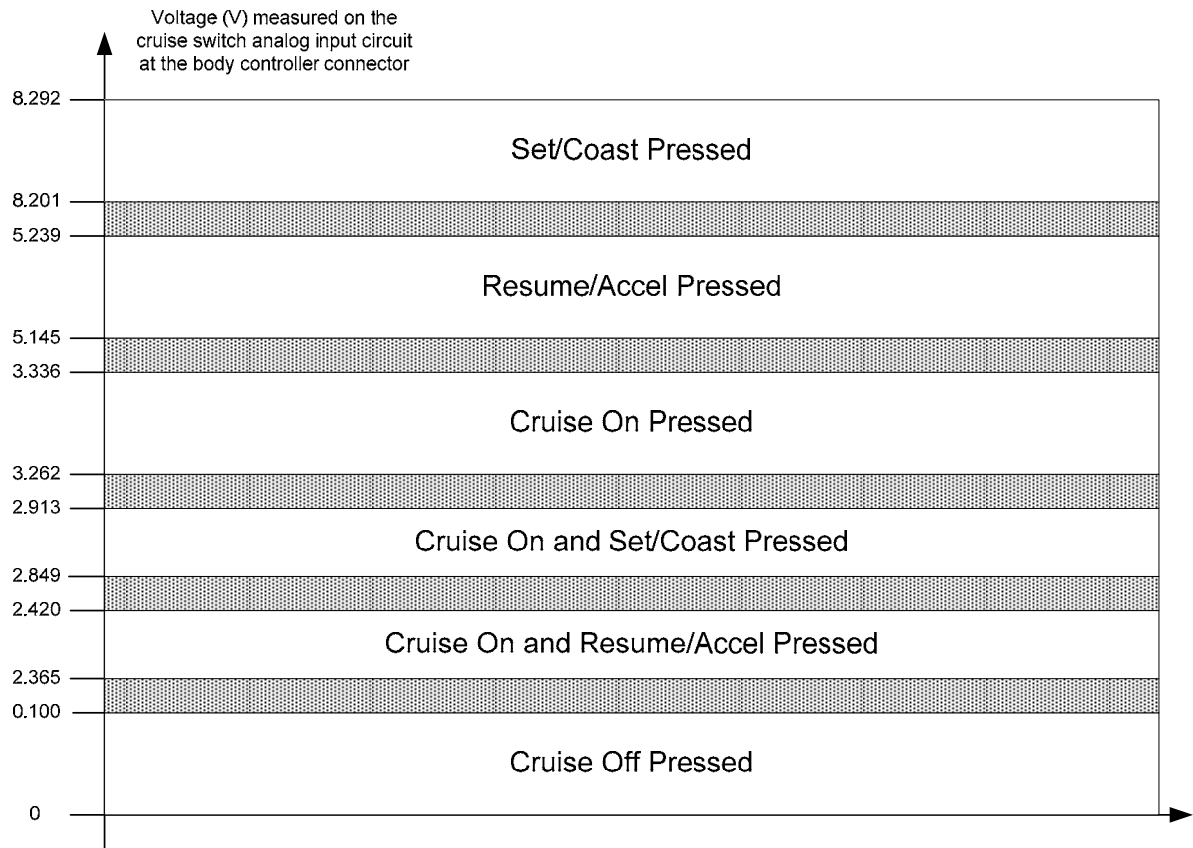 Voltage (V) measured on the
cruise switch analog input circuit
at the body controller connector
8.292
Set/Coast Pressed
8.201
5.239
Resume/Accel Pressed
5.145
3.336
Cruise On Pressed
3.262
2.913
Cruise On and Set/Coast Pressed
2.849
2.420
Cruise On and Resume/Accel Pressed
2.365
0.100
Cruise Off Pressed
0